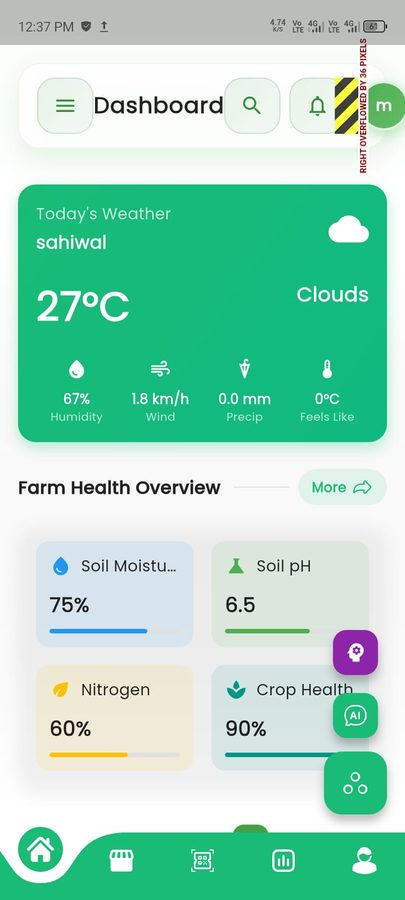 12:37 PM
4.74 K/S Vo LTE 4G Vo LTE 4G 61
Dashboard
m
RIGHT OVERFLOWED BY 36 PIXELS
Today's Weather
sahiwal
27°C
Clouds
67% 1.8 km/h 0.0 mm 0°C
Humidity Wind Precip Feels Like
Farm Health Overview More
Soil Moistu... Soil pH
75% 6.5
Nitrogen Crop Health
60% 90%
AI